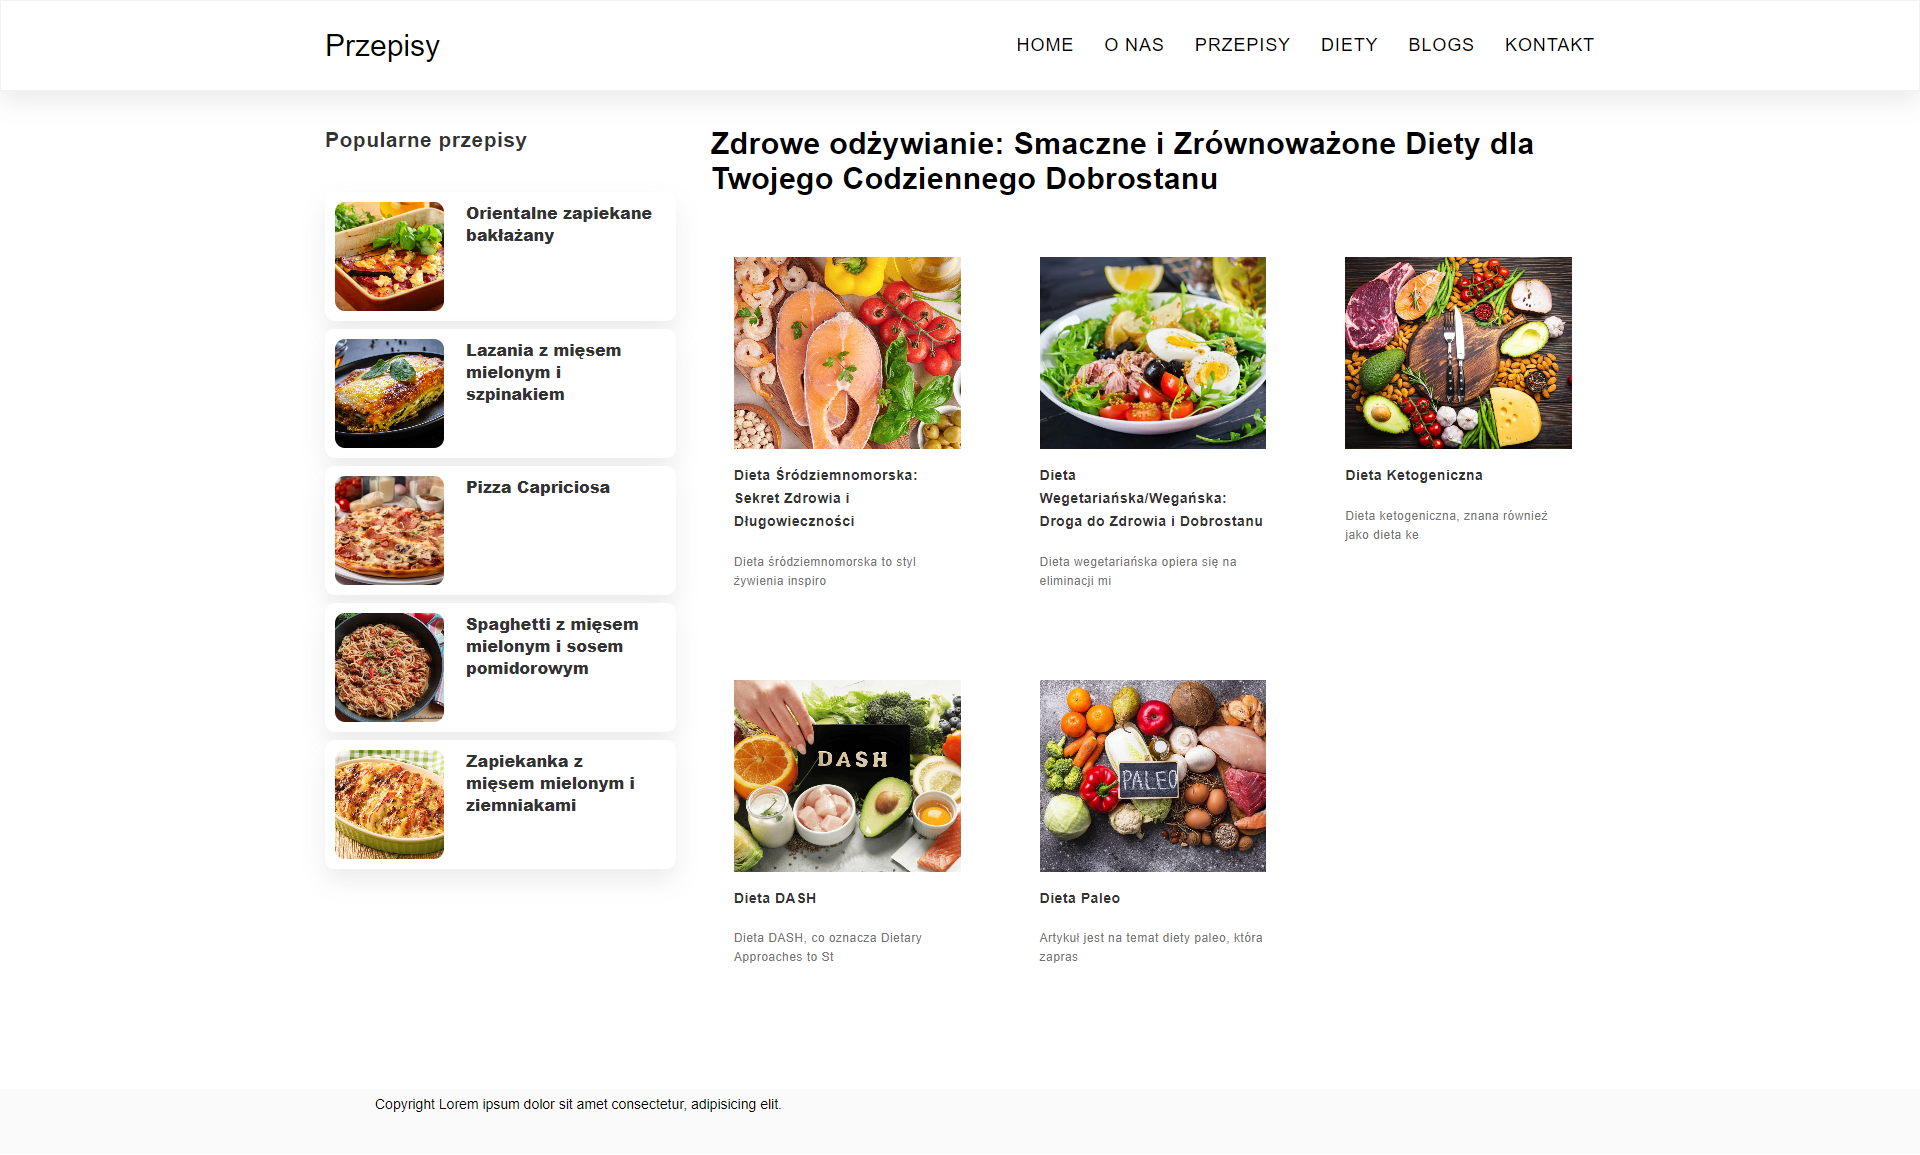 Przepisy
HOME O NAS PRZEPISY DIETY BLOGS KONTAKT
Popularne przepisy
Orientalne zapiekane
bakłażany
Lazania z mięsem
mielonym i
szpinakiem
Pizza Capriciosa
Spaghetti z mięsem
mielonym i sosem
pomidorowym
Zapiekanka z
mięsem mielonym i
ziemniakami
Zdrowe odżywianie: Smaczne i Zrównoważone Diety dla
Twojego Codziennego Dobrostanu
Dieta Śródziemnomorska:
Sekret Zdrowia i
Długowieczności
Dieta śródziemnomorska to styl
żywienia inspiro
Dieta
Wegetariańska/Wegańska:
Droga do Zdrowia i Dobrostanu
Dieta wegetariańska opiera się na
eliminacji mi
Dieta Ketogeniczna
Dieta ketogeniczna, znana również
jako dieta ke
DASH
Dieta DASH
Dieta DASH, co oznacza Dietary
Approaches to St
PALEO
Dieta Paleo
Artykuł jest na temat diety paleo, która
zapras
Copyright Lorem ipsum dolor sit amet consectetur, adipisicing elit.